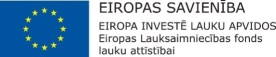 EIROPAS SAVIENĪBA
EIROPA INVESTĒ LAUKU APVIDOS
Eiropas Lauksaimniecības fonds
lauku attīstībai